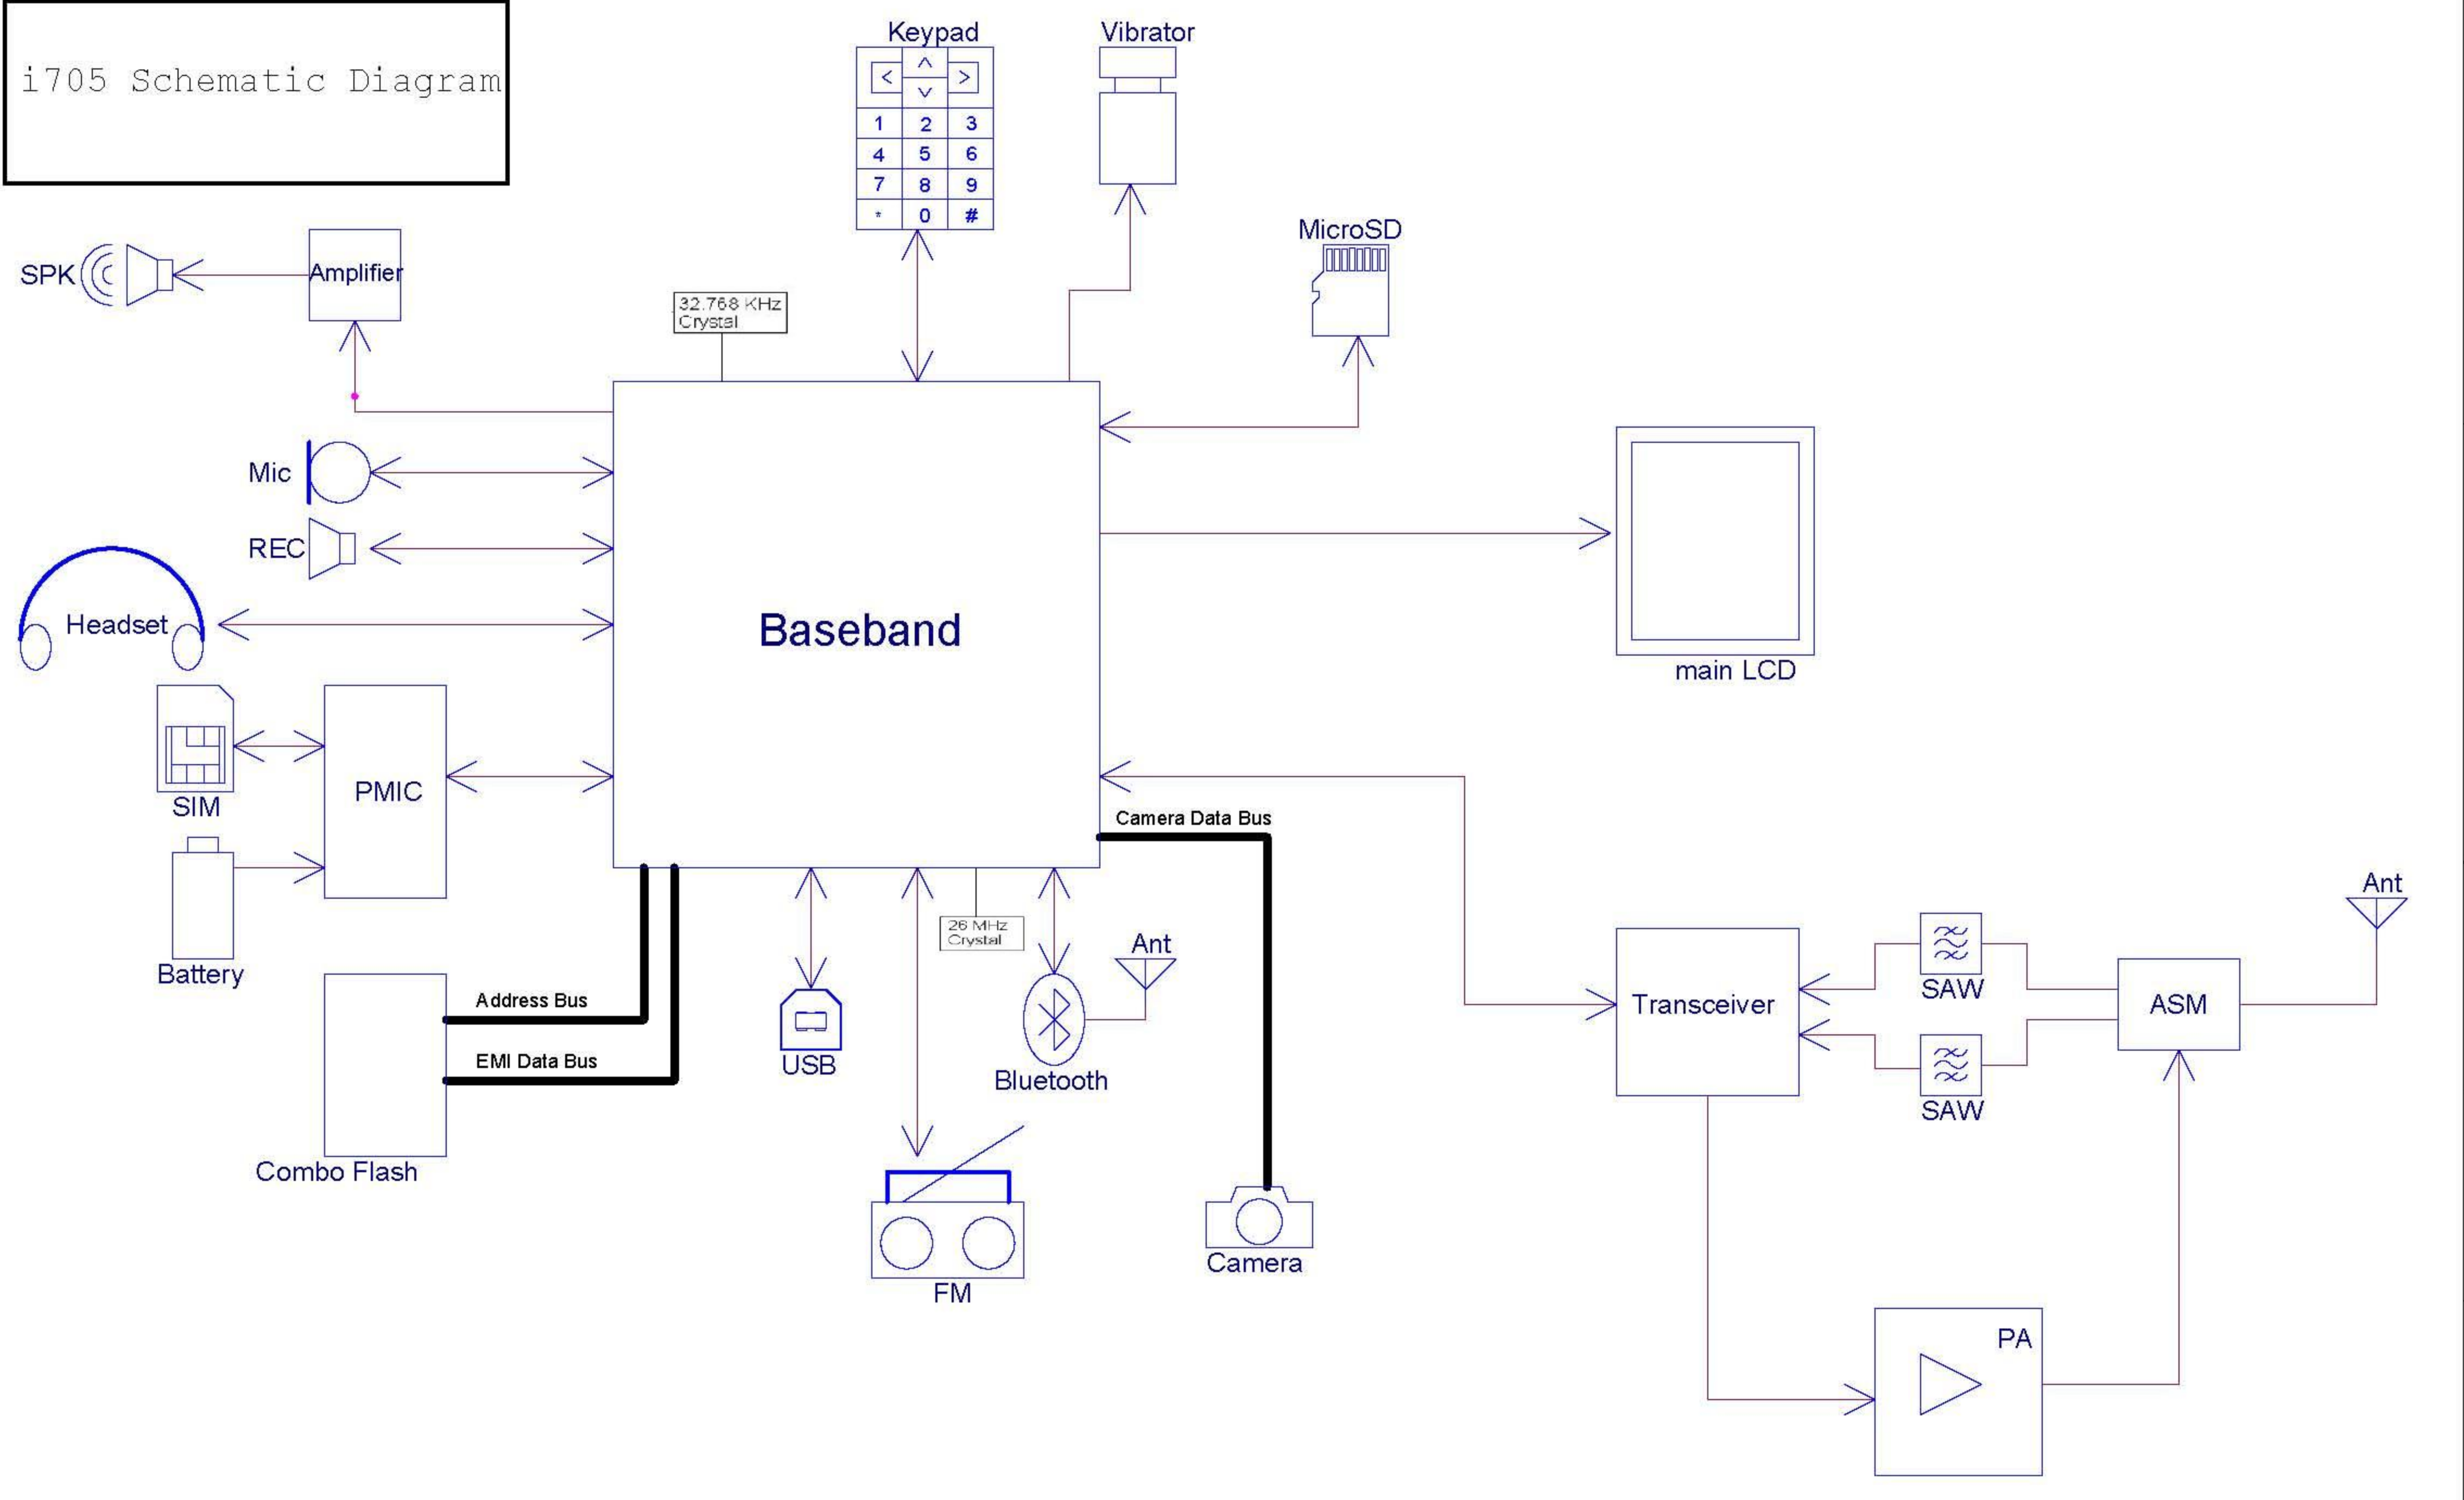 i705 Schematic Diagram
Keypad
<
^
v
>
1 2 3
4 5 6
7 8 9
* 0 #
Vibrator
MicroSD
SPK
Amplifier
32.768 KHz
Crystal
Mic
REC
Headset
Baseband
main LCD
SIM
PMIC
Battery
Camera Data Bus
26 MHz
Crystal
Address Bus
EMI Data Bus
Combo Flash
USB
Ant
Bluetooth
FM
Camera
Transceiver
SAW
SAW
ASM
Ant
PA